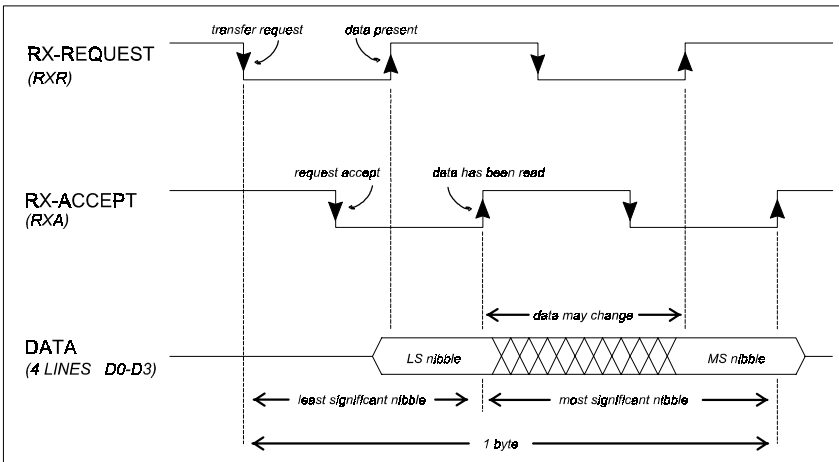 transfer request
data present
RX-REQUEST
(RXR)
request accept
data has been read
RX-ACCEPT
(RXA)
data may change
DATA
(4 LINES D0-D3)
LS nibble
MS nibble
least significant nibble
most significant nibble
1 byte